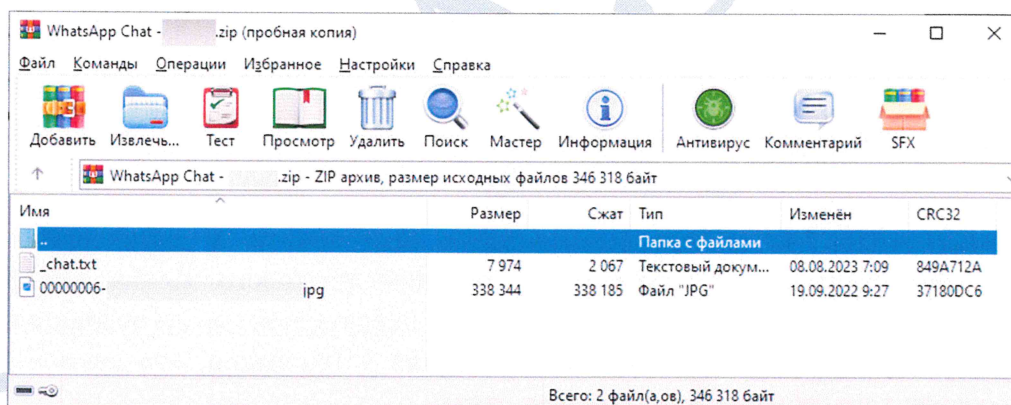 WhatsApp Chat - .zip (пробная копия)
Файл Команды Операции Избранное Настройки Справка
Добавить Извлечь... Тест Просмотр Удалить Поиск Мастер Информация Антивирус Комментарий SFX
WhatsApp Chat - .zip - ZIP архив, размер исходных файлов 346 318 байт
Имя Размер Сжат Тип Изменён CRC32
.. Папка с файлами
_chat.txt 7 974 2 067 Текстовый докум... 08.08.2023 7:09 849A712A
00000006- jpg 338 344 338 185 Файл "JPG" 19.09.2022 9:27 37180DC6
Всего: 2 файл(а,ов), 346 318 байт